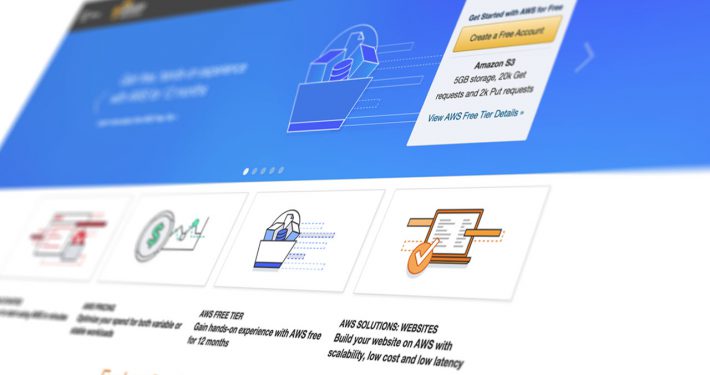 Get Started with AWS for Free
Create a Free Account
Amazon S3
5GB storage, 20k Get
requests and 2k Put requests
View AWS Free Tier Details »
Gain free, hands-on experience
with AWS for 12 months
AWS PRICING
Optimize your spend for both variable or
stable workloads
AWS FREE TIER
Gain hands-on experience with AWS free
for 12 months
AWS SOLUTIONS: WEBSITES
Build your website on AWS with
scalability, low cost and low latency